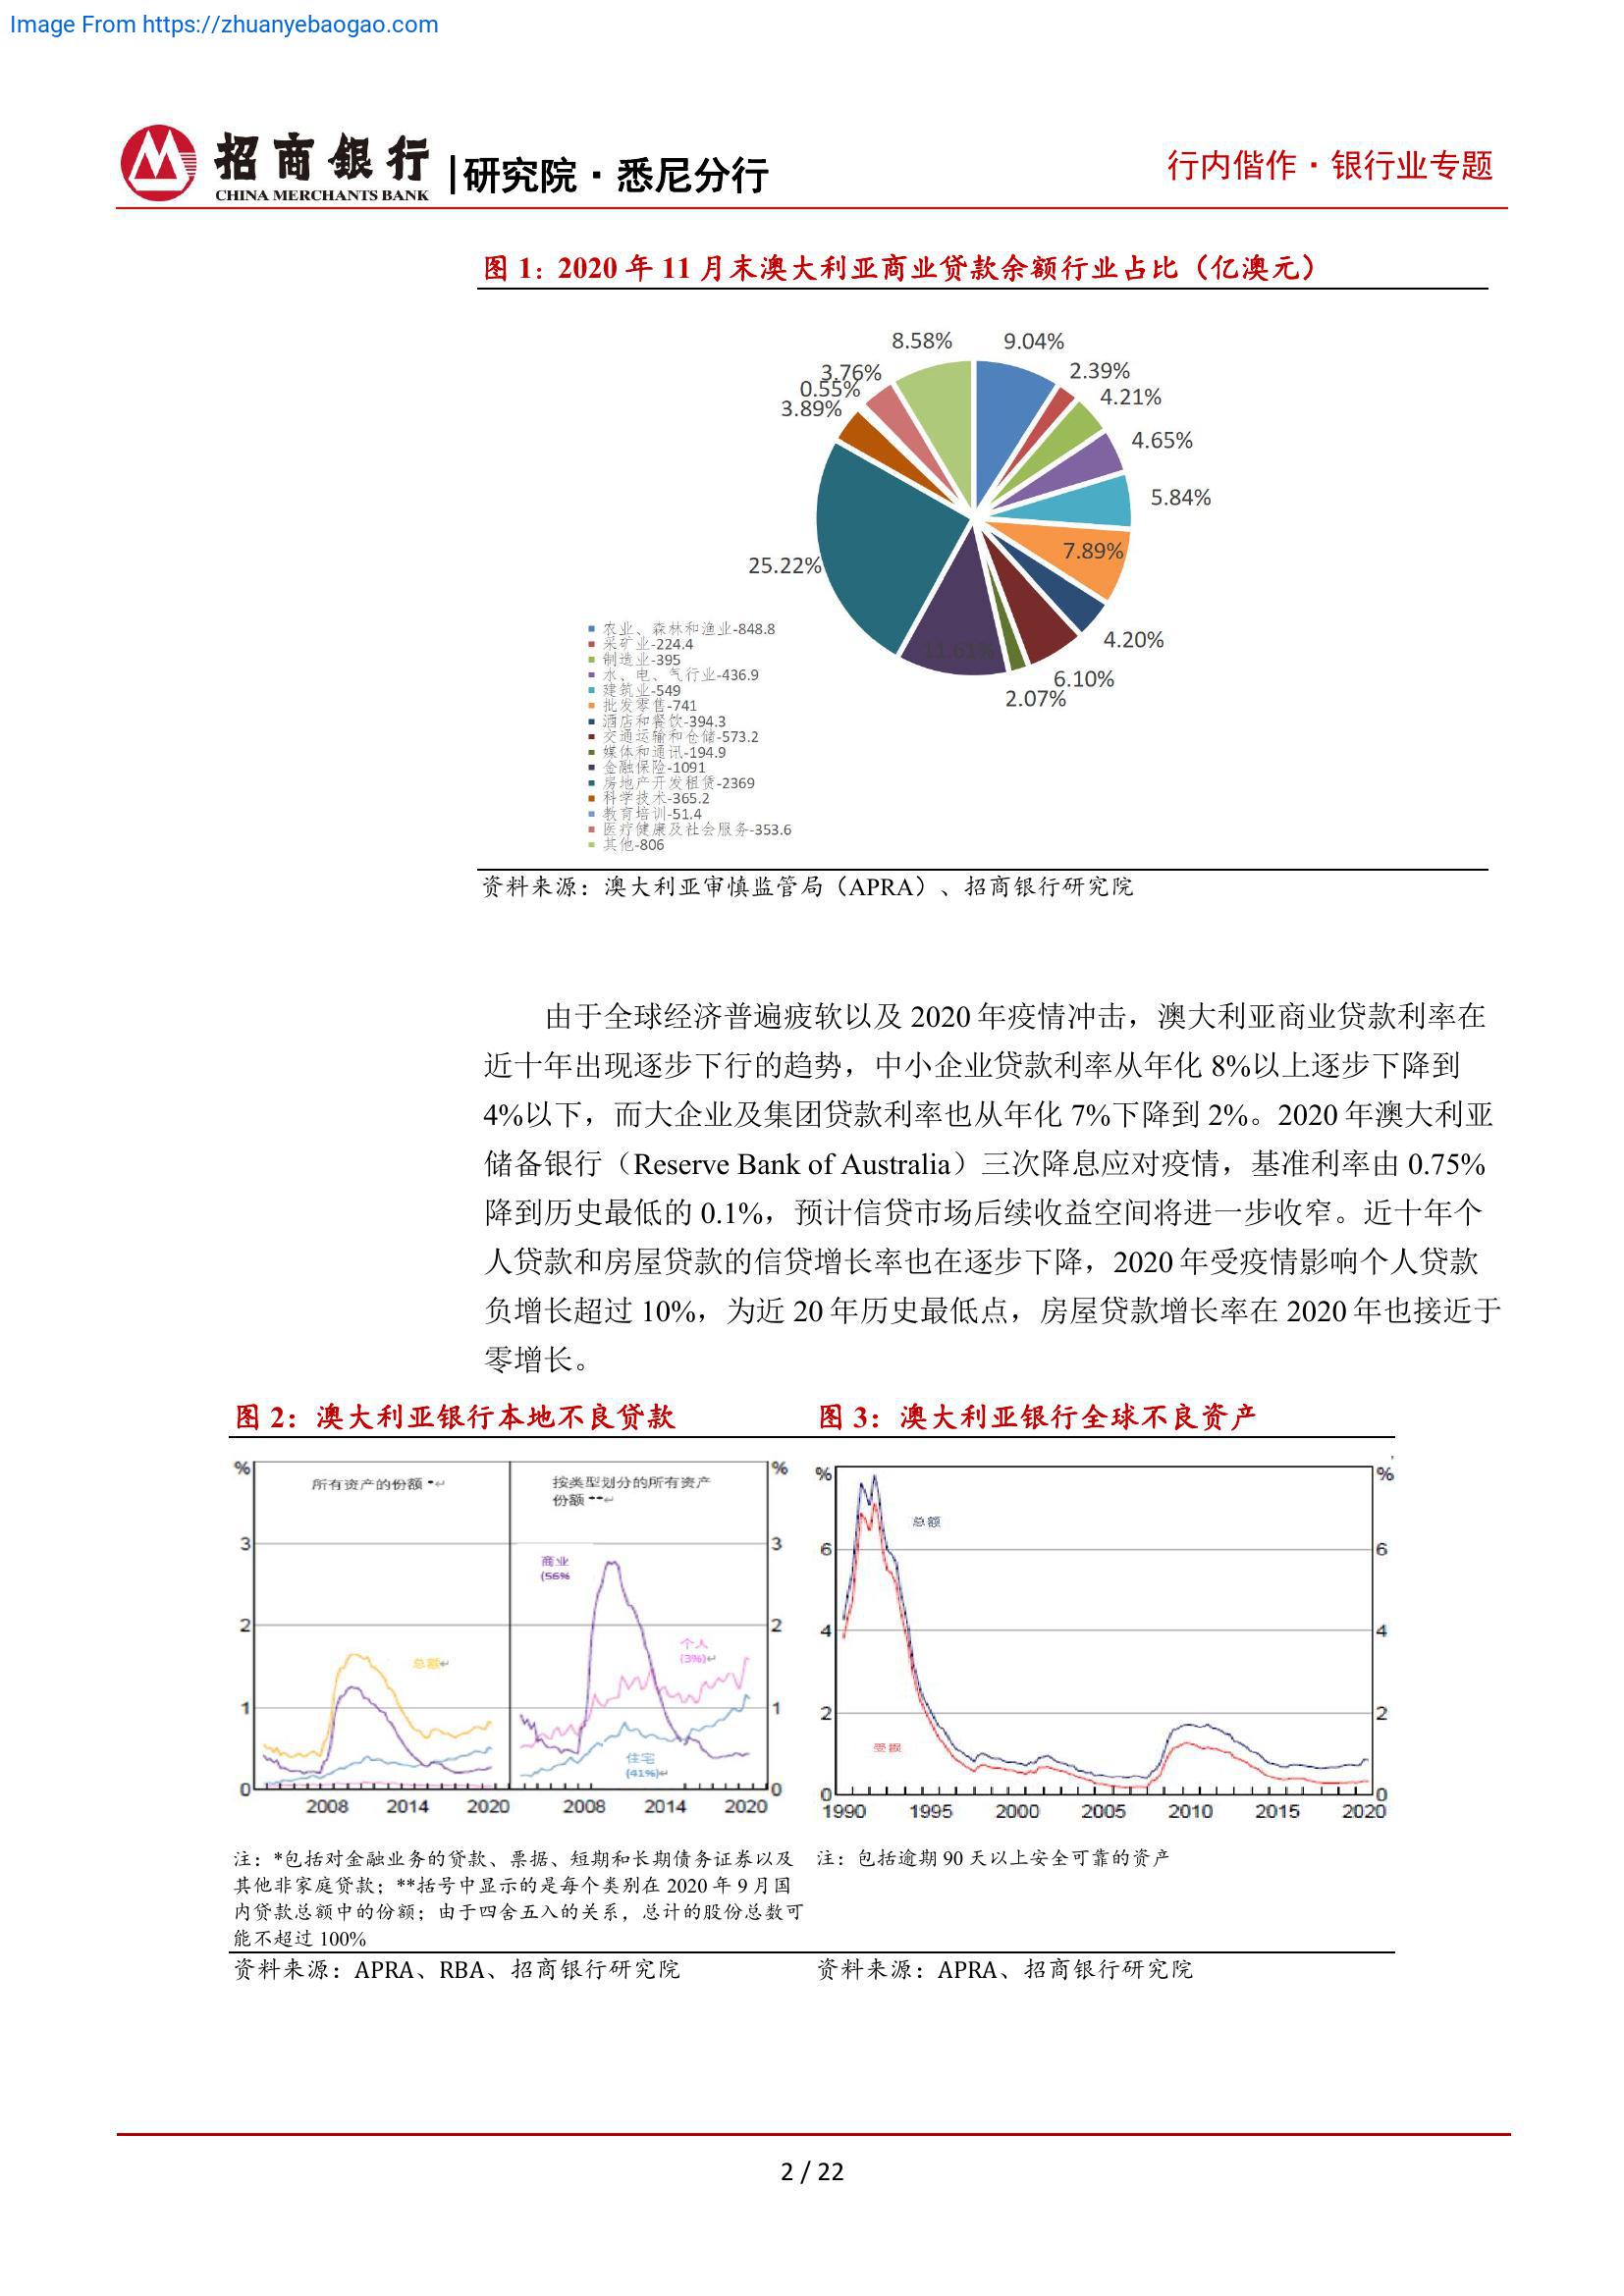 Image From https://zhuanyebaogao.com
招商银行
CHINA MERCHANTS BANK
研究院·悉尼分行
行内偕作·银行业专题
图 1：2020 年 11 月末澳大利亚商业贷款余额行业占比（亿澳元）
8.58%
9.04%
3.76%
2.39%
0.55%
4.21%
3.89%
4.65%
5.84%
7.89%
25.22%
4.20%
11.61%
6.10%
2.07%
农业、森林和渔业-848.8
采矿业-224.4
制造业-395
水、电、气行业-436.9
建筑业-549
批发零售-741
酒店和餐饮-394.3
交通运输和仓储-573.2
媒体和通讯-194.9
金融保险-1091
房地产开发租赁-2369
科学技术-365.2
教育培训-51.4
医疗健康及社会服务-353.6
其他-806
资料来源：澳大利亚审慎监管局（APRA）、招商银行研究院
由于全球经济普遍疲软以及 2020 年疫情冲击，澳大利亚商业贷款利率在
近十年出现逐步下行的趋势，中小企业贷款利率从年化 8%以上逐步下降到
4%以下，而大企业及集团贷款利率也从年化 7%下降到 2%。2020 年澳大利亚
储备银行（Reserve Bank of Australia）三次降息应对疫情，基准利率由 0.75%
降到历史最低的 0.1%，预计信贷市场后续收益空间将进一步收窄。近十年个
人贷款和房屋贷款的信贷增长率也在逐步下降，2020 年受疫情影响个人贷款
负增长超过 10%，为近 20 年历史最低点，房屋贷款增长率在 2020 年也接近于
零增长。
图 2：澳大利亚银行本地不良贷款
% %
所有资产的份额 *↵
按类型划分的所有资产
份额 **↵
3 3
商业
(56%
2 2
个人
(3%)↵
总额↵
1 1
住宅
(41%)↵
0 0
2008 2014 2020 2008 2014 2020
注：*包括对金融业务的贷款、票据、短期和长期债务证券以及
其他非家庭贷款；**括号中显示的是每个类别在 2020 年 9 月国
内贷款总额中的份额；由于四舍五入的关系，总计的股份总数可
能不超过 100%
资料来源：APRA、RBA、招商银行研究院
图 3：澳大利亚银行全球不良资产
% %
总额
6 6
4 4
2 2
受损
0 0
1990 1995 2000 2005 2010 2015 2020
注：包括逾期 90 天以上安全可靠的资产
资料来源：APRA、招商银行研究院
2 / 22